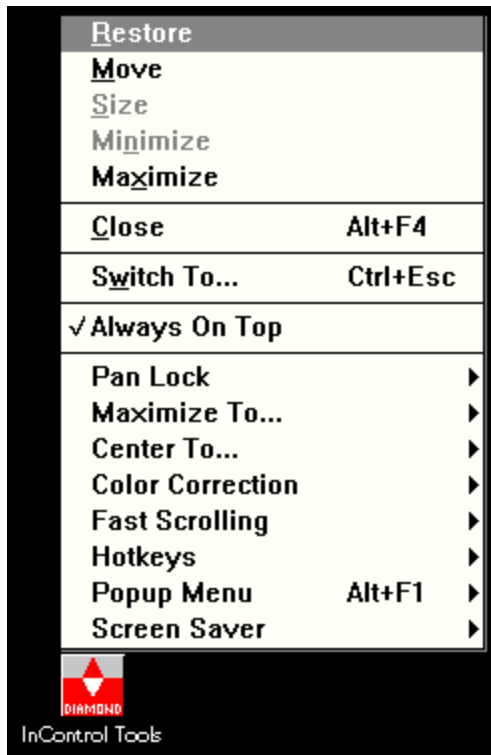 Restore
Move
Size
Minimize
Maximize
Close Alt+F4
Switch To... Ctrl+Esc
√ Always On Top
Pan Lock
Maximize To...
Center To...
Color Correction
Fast Scrolling
Hotkeys
Popup Menu Alt+F1
Screen Saver
DIAMOND
InControl Tools